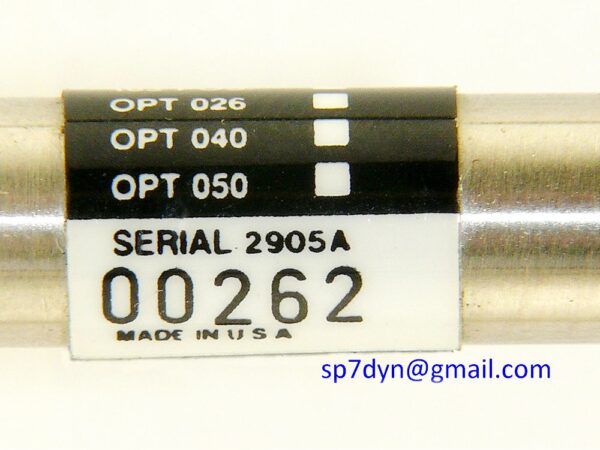 OPT 026
OPT 040
OPT 050
SERIAL 2905A
00262
MADE IN U S A
sp7dyn@gmail.com